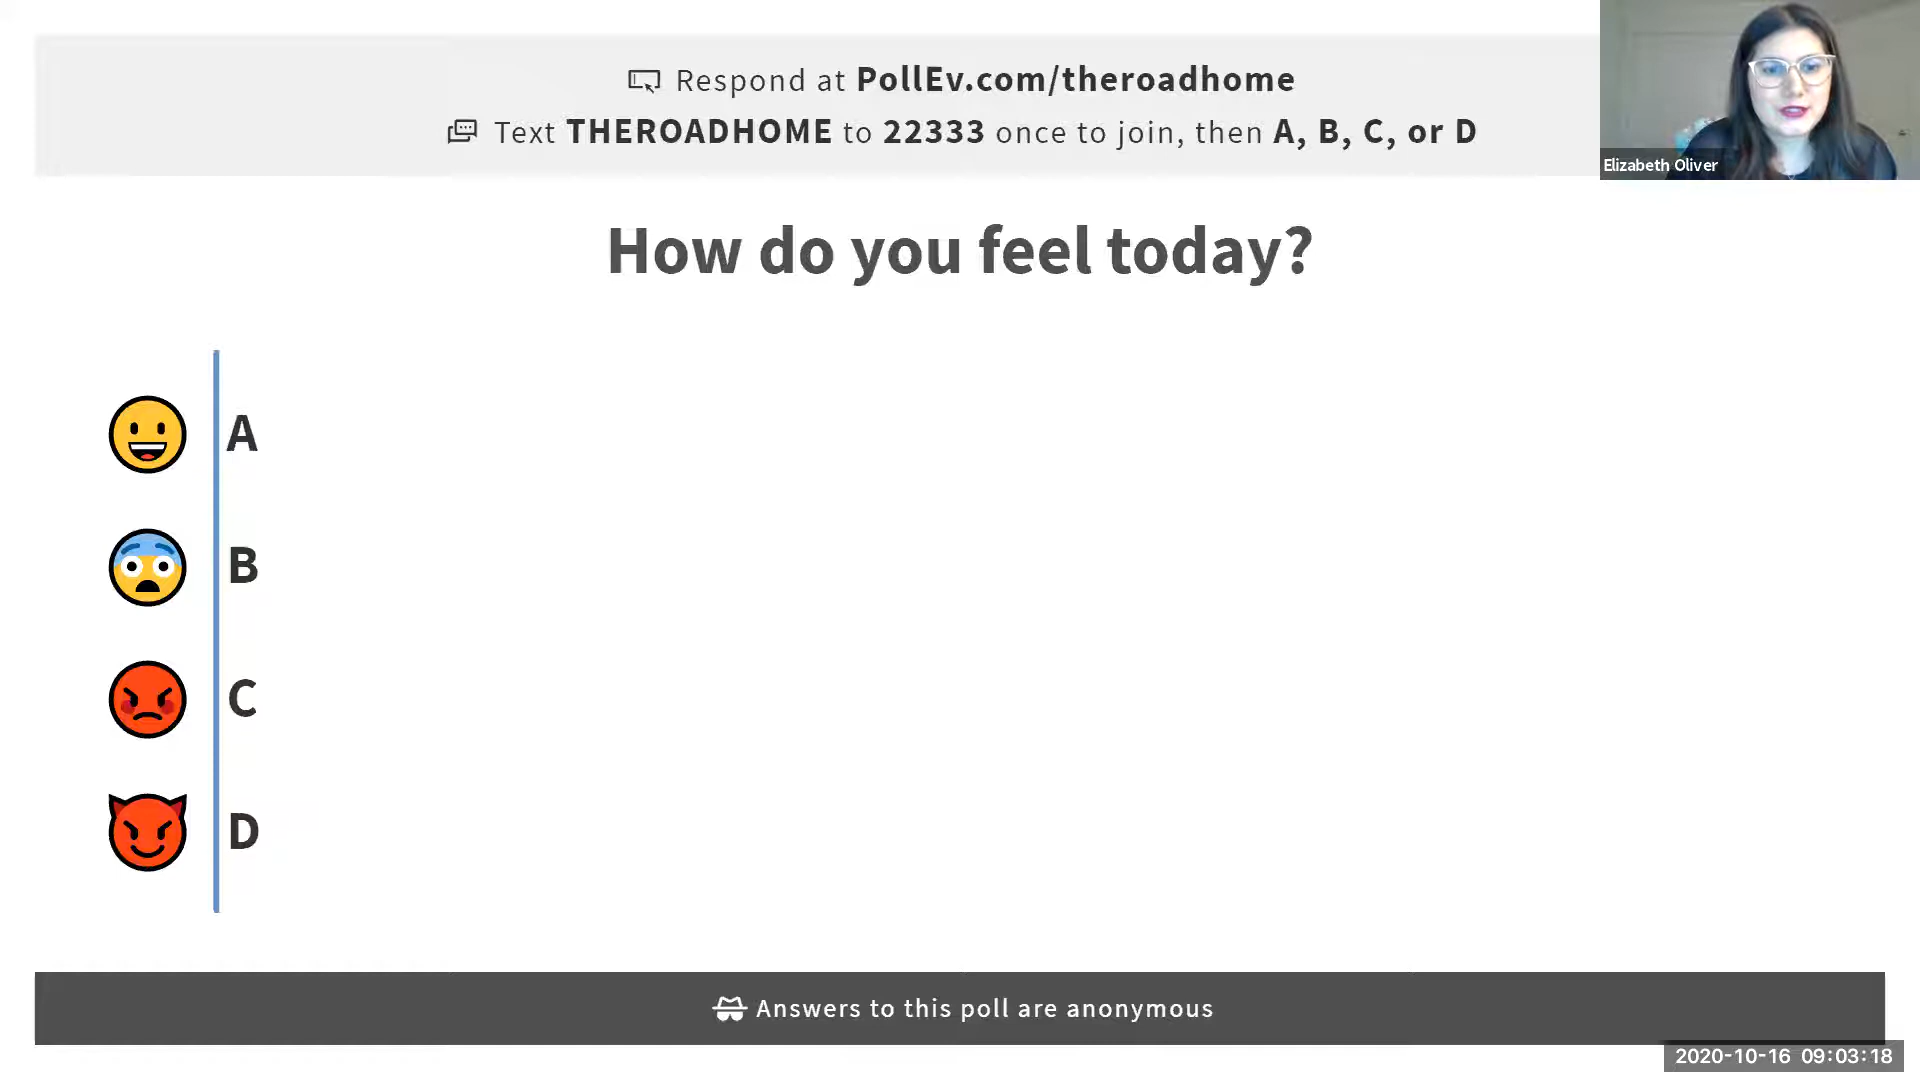 Respond at PollEv.com/theroadhome
Text THEROADHOME to 22333 once to join, then A, B, C, or D
Elizabeth Oliver
How do you feel today?
A
B
C
D
Answers to this poll are anonymous
2020-10-16 09:03:18